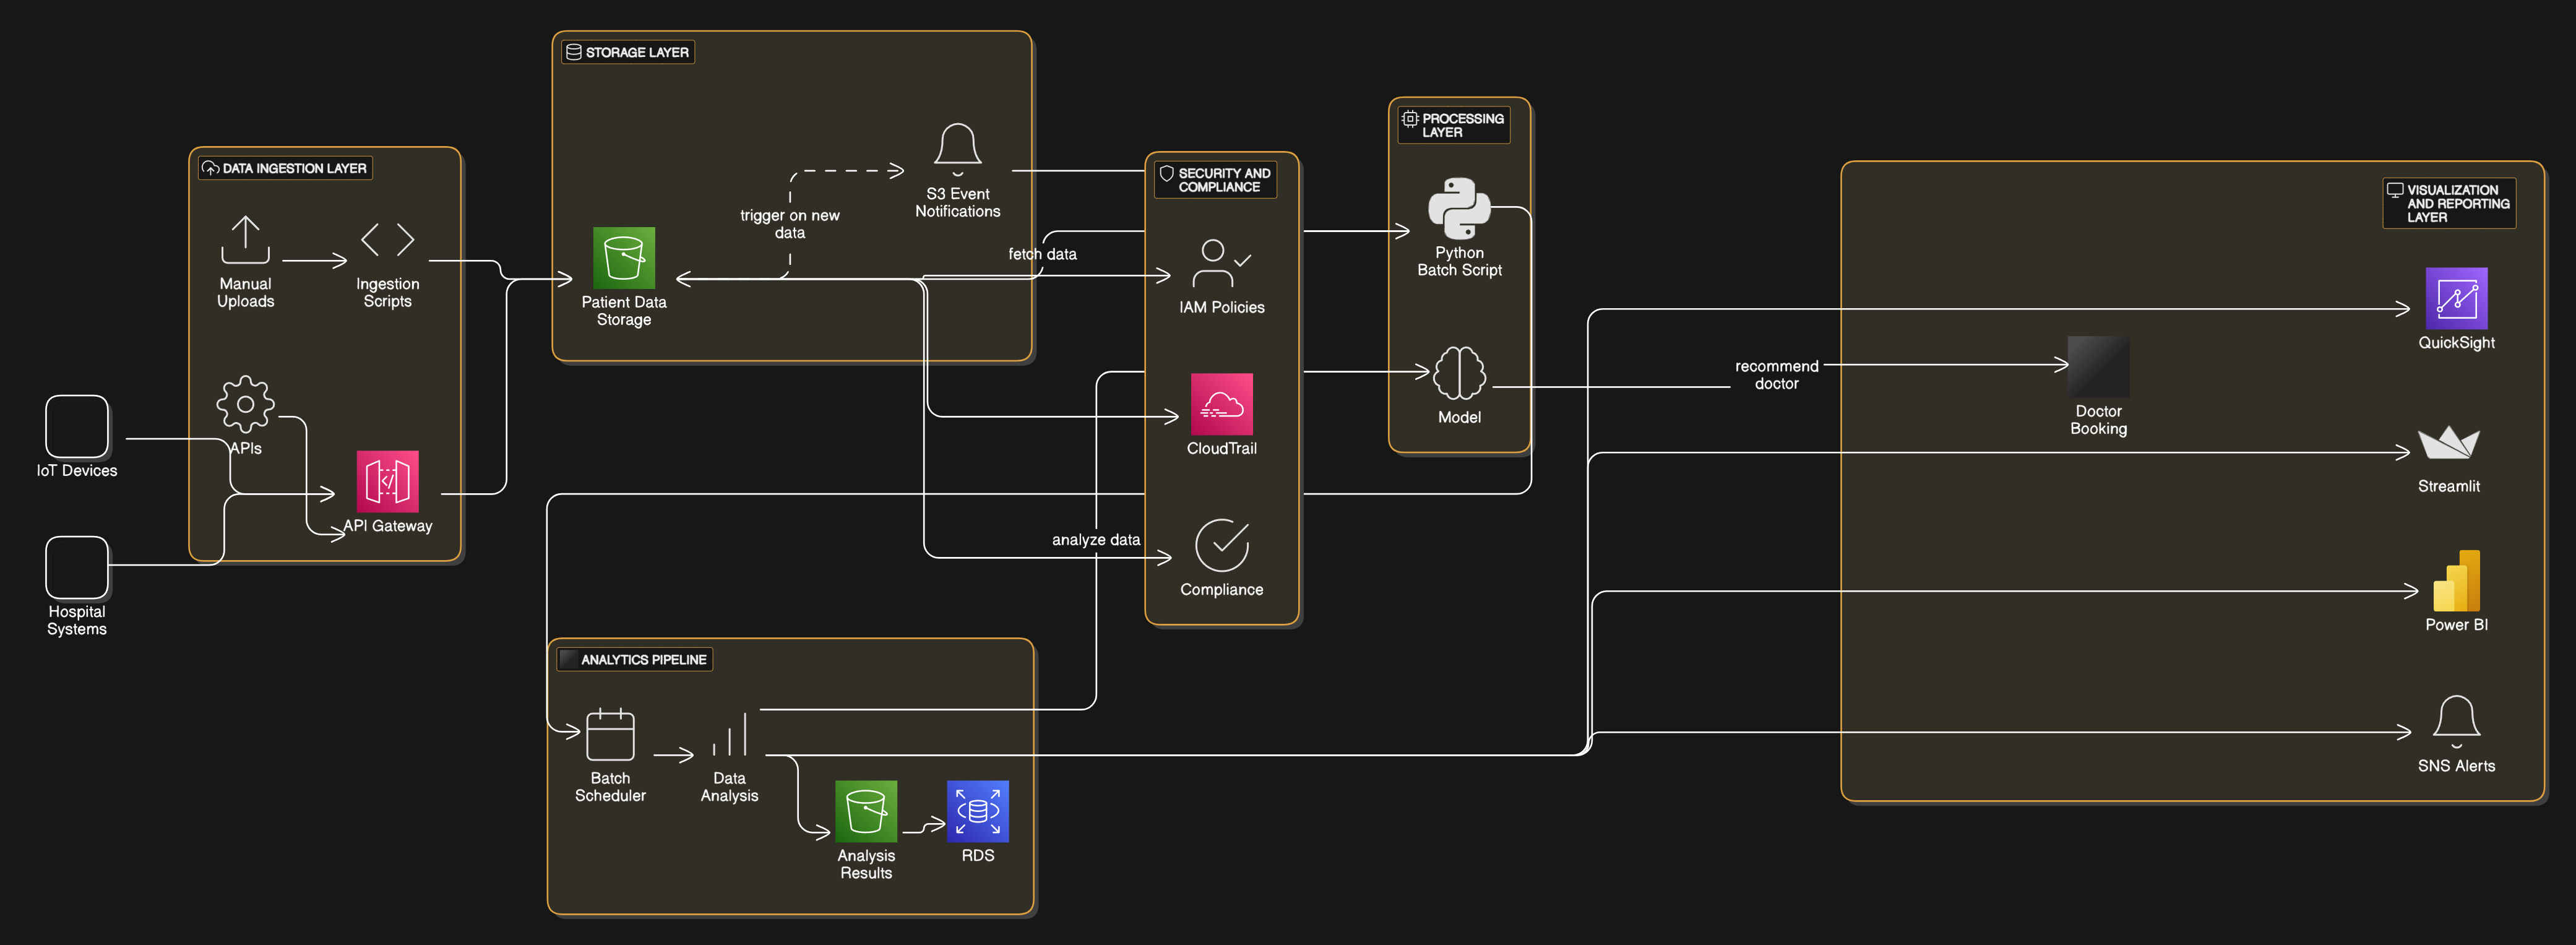 STORAGE LAYER
S3 Event
Notifications
trigger on new
data
fetch data
Patient Data
Storage
DATA INGESTION LAYER
Manual
Uploads
Ingestion
Scripts
APIs
API Gateway
IoT Devices
Hospital
Systems
SECURITY AND
COMPLIANCE
IAM Policies
CloudTrail
Compliance
analyze data
PROCESSING
LAYER
Python
Batch Script
Model
recommend
doctor
VISUALIZATION
AND REPORTING
LAYER
QuickSight
Doctor
Booking
Streamlit
Power BI
SNS Alerts
ANALYTICS PIPELINE
Batch
Scheduler
Data
Analysis
Analysis
Results
RDS